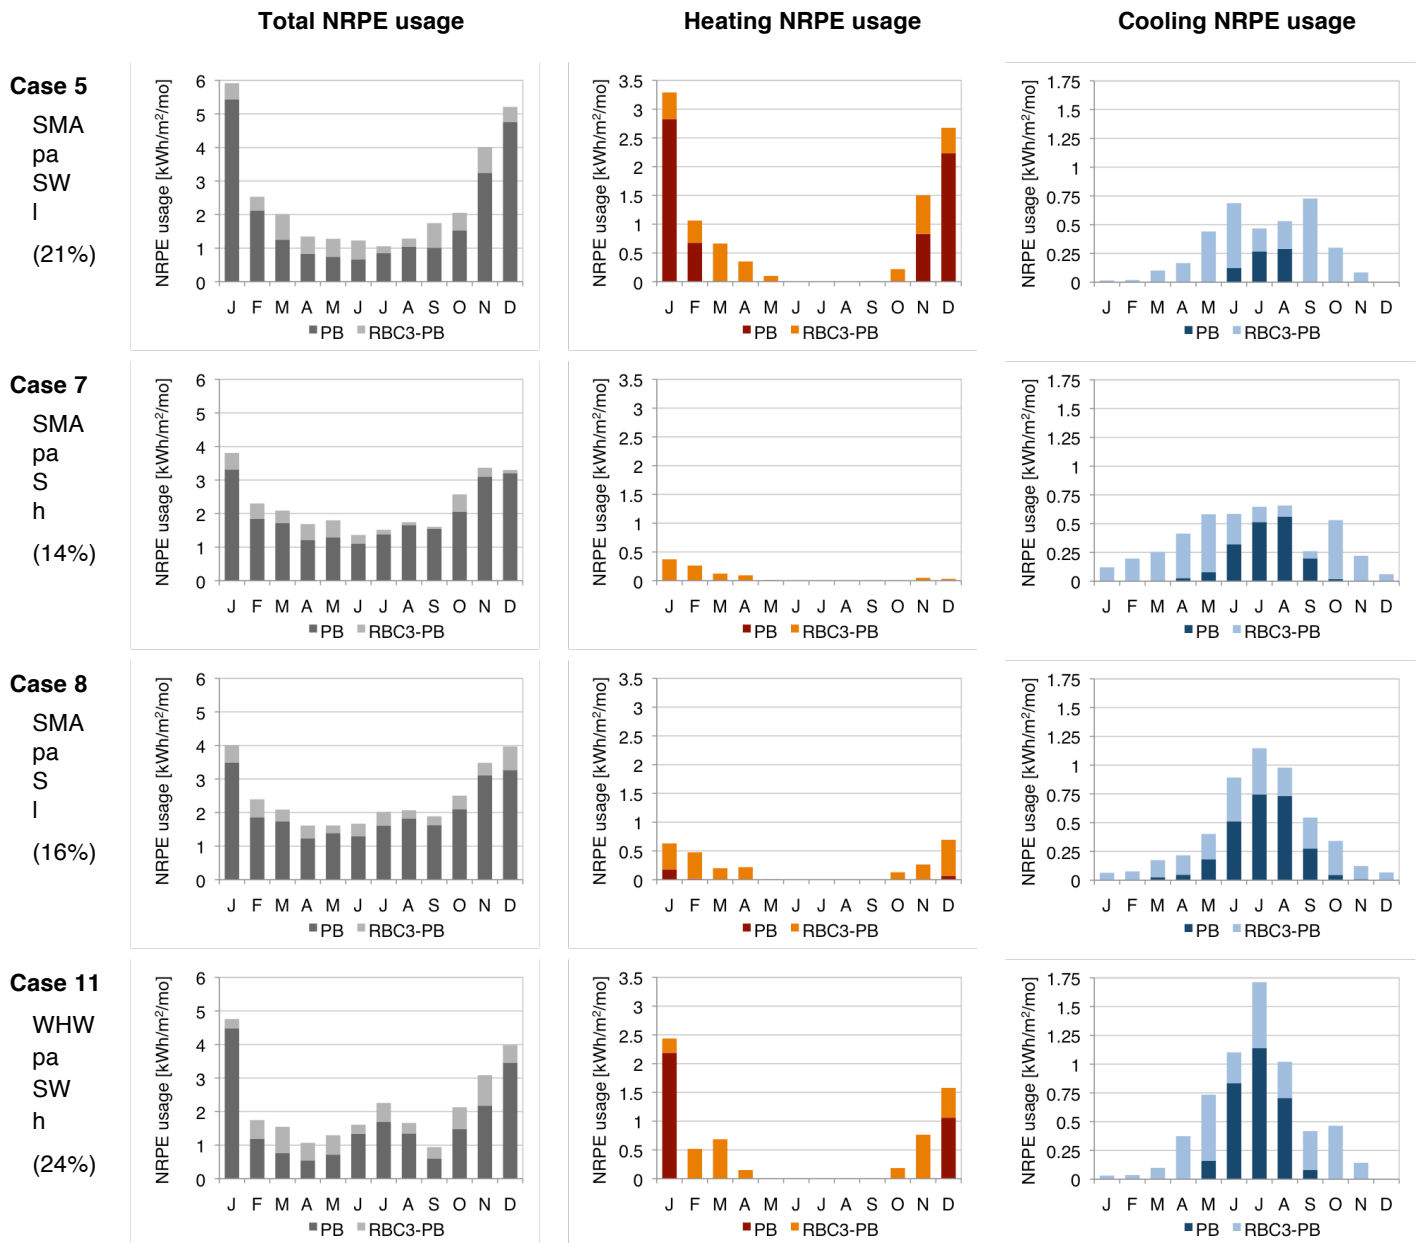 Total NRPE usage Heating NRPE usage Cooling NRPE usage
Case 5
SMA
pa
SW
l
(21%)
NRPE usage [kWh/m²/mo]
6
5
4
3
2
1
0
J F M A M J J A S O N D
PB RBC3-PB
NRPE usage [kWh/m²/mo]
3.5
3
2.5
2
1.5
1
0.5
0
J F M A M J J A S O N D
PB RBC3-PB
NRPE usage [kWh/m²/mo]
1.75
1.5
1.25
1
0.75
0.5
0.25
0
J F M A M J J A S O N D
PB RBC3-PB
Case 7
SMA
pa
S
h
(14%)
NRPE usage [kWh/m²/mo]
6
5
4
3
2
1
0
J F M A M J J A S O N D
PB RBC3-PB
NRPE usage [kWh/m²/mo]
3.5
3
2.5
2
1.5
1
0.5
0
J F M A M J J A S O N D
PB RBC3-PB
NRPE usage [kWh/m²/mo]
1.75
1.5
1.25
1
0.75
0.5
0.25
0
J F M A M J J A S O N D
PB RBC3-PB
Case 8
SMA
pa
S
l
(16%)
NRPE usage [kWh/m²/mo]
6
5
4
3
2
1
0
J F M A M J J A S O N D
PB RBC3-PB
NRPE usage [kWh/m²/mo]
3.5
3
2.5
2
1.5
1
0.5
0
J F M A M J J A S O N D
PB RBC3-PB
NRPE usage [kWh/m²/mo]
1.75
1.5
1.25
1
0.75
0.5
0.25
0
J F M A M J J A S O N D
PB RBC3-PB
Case 11
WHW
pa
SW
h
(24%)
NRPE usage [kWh/m²/mo]
6
5
4
3
2
1
0
J F M A M J J A S O N D
PB RBC3-PB
NRPE usage [kWh/m²/mo]
3.5
3
2.5
2
1.5
1
0.5
0
J F M A M J J A S O N D
PB RBC3-PB
NRPE usage [kWh/m²/mo]
1.75
1.5
1.25
1
0.75
0.5
0.25
0
J F M A M J J A S O N D
PB RBC3-PB